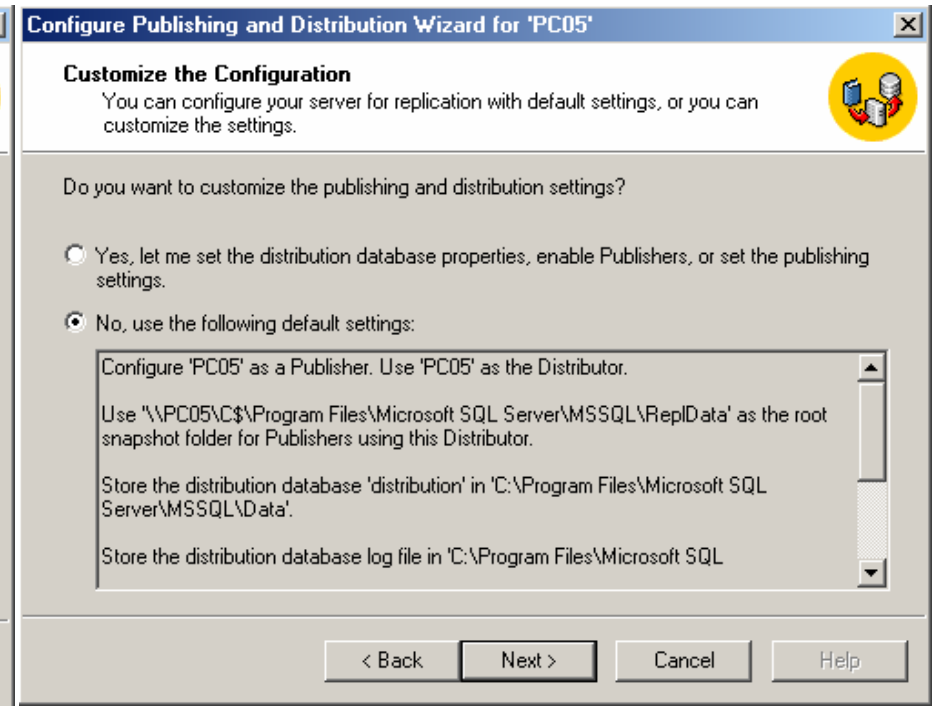 Configure Publishing and Distribution Wizard for 'PC05'
Customize the Configuration
You can configure your server for replication with default settings, or you can
customize the settings.
Do you want to customize the publishing and distribution settings?
Yes, let me set the distribution database properties, enable Publishers, or set the publishing
settings.
No, use the following default settings:
Configure 'PC05' as a Publisher. Use 'PC05' as the Distributor.
Use '\\PC05\C$\Program Files\Microsoft SQL Server\MSSQL\ReplData' as the root
snapshot folder for Publishers using this Distributor.
Store the distribution database 'distribution' in 'C:\Program Files\Microsoft SQL
Server\MSSQL\Data'.
Store the distribution database log file in 'C:\Program Files\Microsoft SQL
< Back
Next >
Cancel
Help